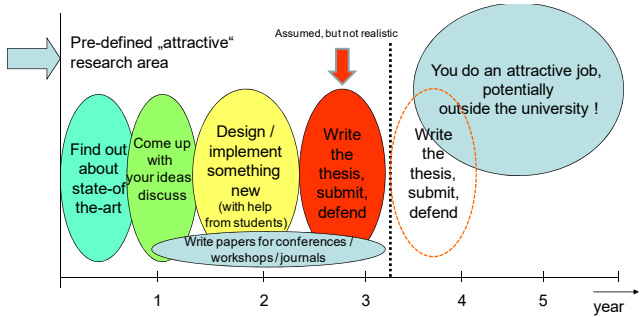 Assumed, but not realistic
Pre-defined „attractive“
research area
You do an attractive job,
potentially
outside the university !
Find out
about
state-of
the-art
Come up
with
your ideas
discuss
Design /
implement
something
new
(with help
from students)
Write
the
thesis,
submit,
defend
Write
the
thesis,
submit,
defend
Write papers for conferences /
workshops / journals
1 2 3 4 5 year